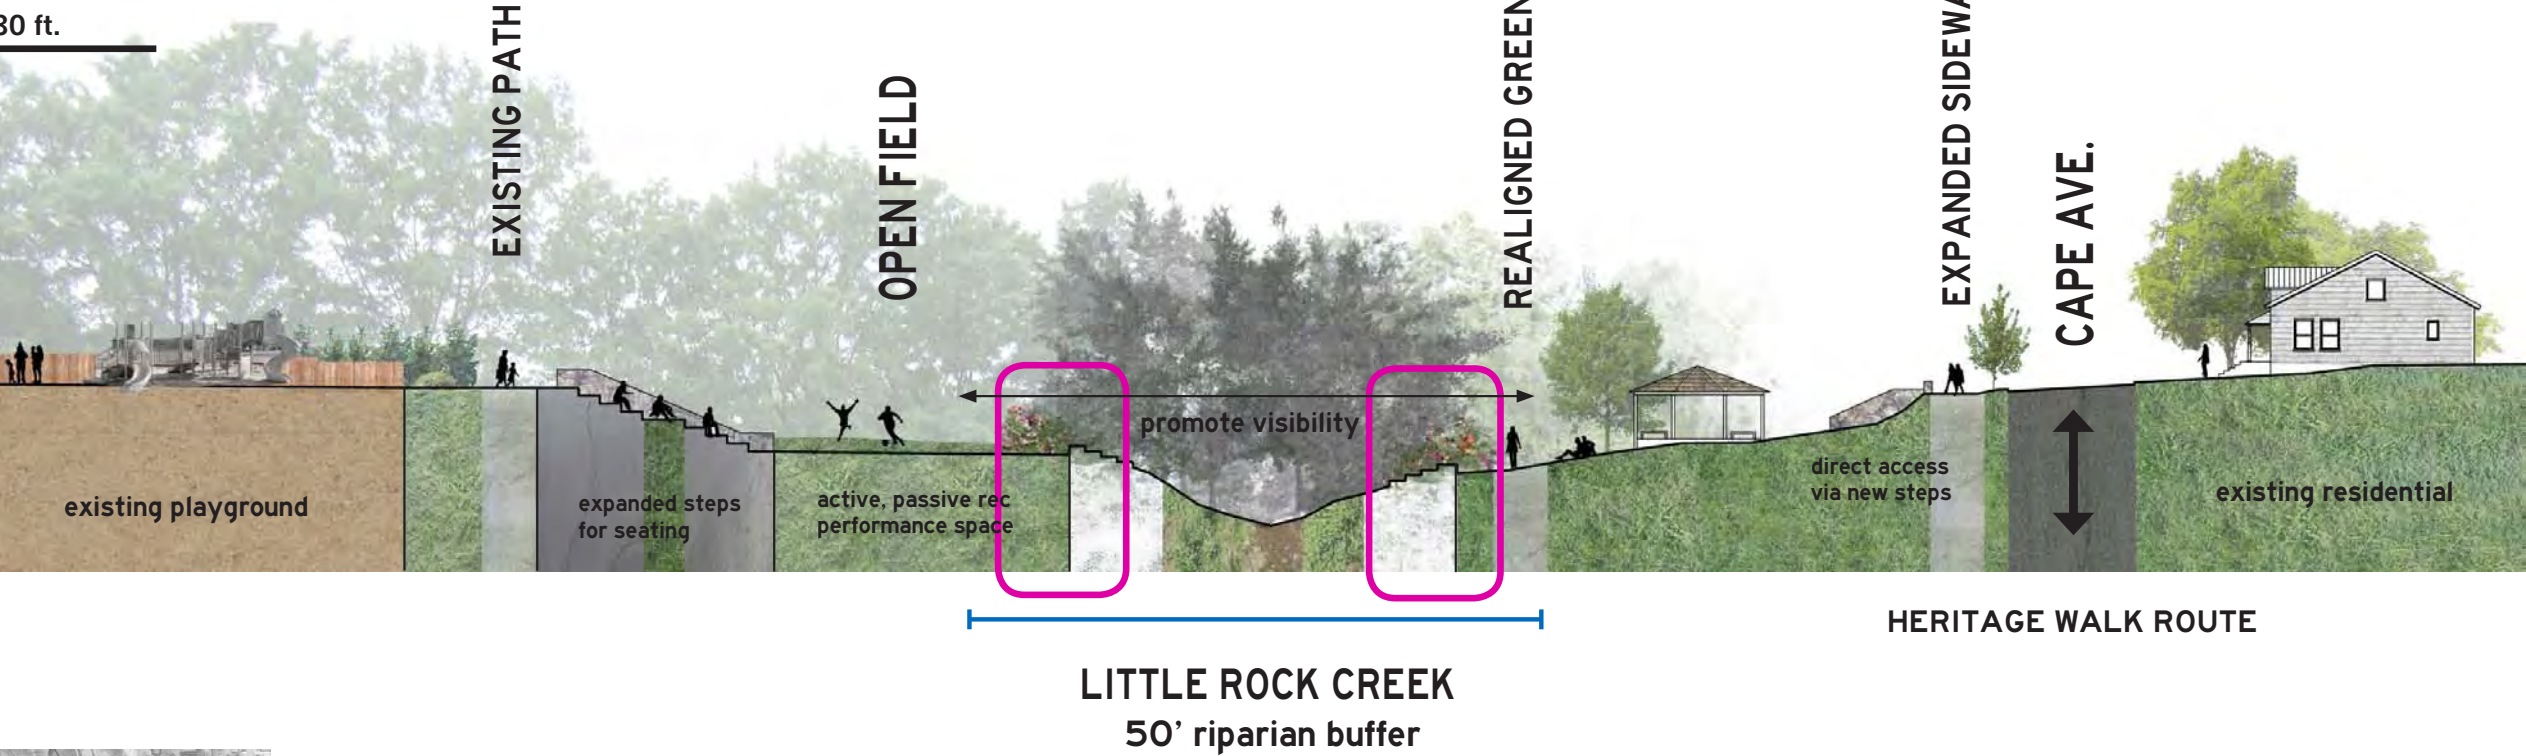 30 ft.
EXISTING PATH
OPEN FIELD
REALIGNED GREEN
EXPANDED
CAPE AVE.
promote visibility
existing playground
expanded steps
for seating
active, passive rec
performance space
direct access
via new steps
existing residential
HERITAGE WALK ROUTE
LITTLE ROCK CREEK
50’ riparian buffer